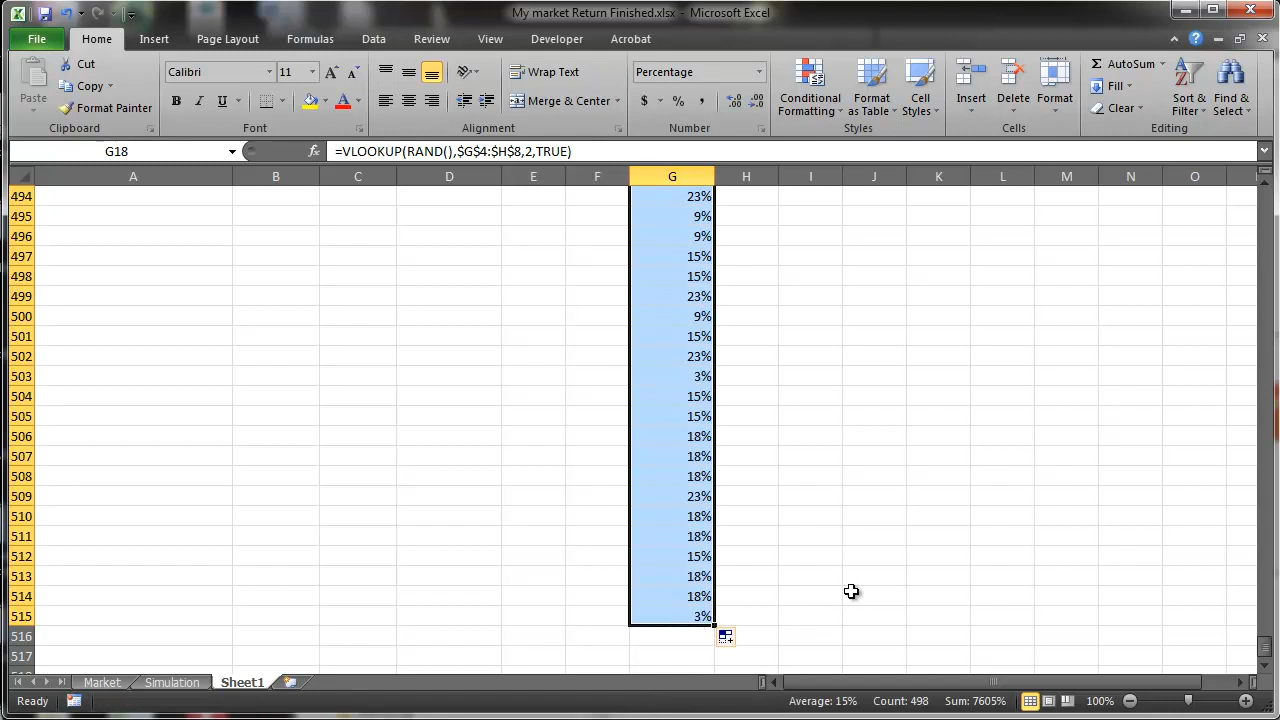 My market Return Finished.xlsx - Microsoft Excel
File Home Insert Page Layout Formulas Data Review View Developer Acrobat
Paste Cut Calibri 11 Wrap Text Percentage Conditional Formatting Format as Table Cell Styles Insert Delete Format AutoSum Sort & Filter Find & Select
Copy Fill
Format Painter B I U A Merge & Center $ % , Clear
Clipboard Font Alignment Number Styles Cells Editing
G18 fx =VLOOKUP(RAND(),$G$4:$H$8,2,TRUE)
A B C D E F G H I J K L M N O
494 23%
495 9%
496 9%
497 15%
498 15%
499 23%
500 9%
501 15%
502 23%
503 3%
504 15%
505 15%
506 18%
507 18%
508 18%
509 23%
510 18%
511 18%
512 15%
513 18%
514 18%
515 3%
516
517
Market Simulation Sheet1
Ready Average: 15% Count: 498 Sum: 7605% 100%